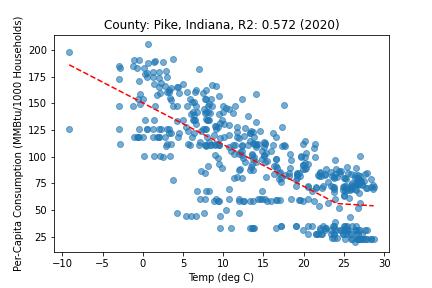 County: Pike, Indiana, R2: 0.572 (2020)
Per-Capita Consumption (MMBtu/1000 Households)
200
175
150
125
100
75
50
25
−10 −5 0 5 10 15 20 25 30
Temp (deg C)